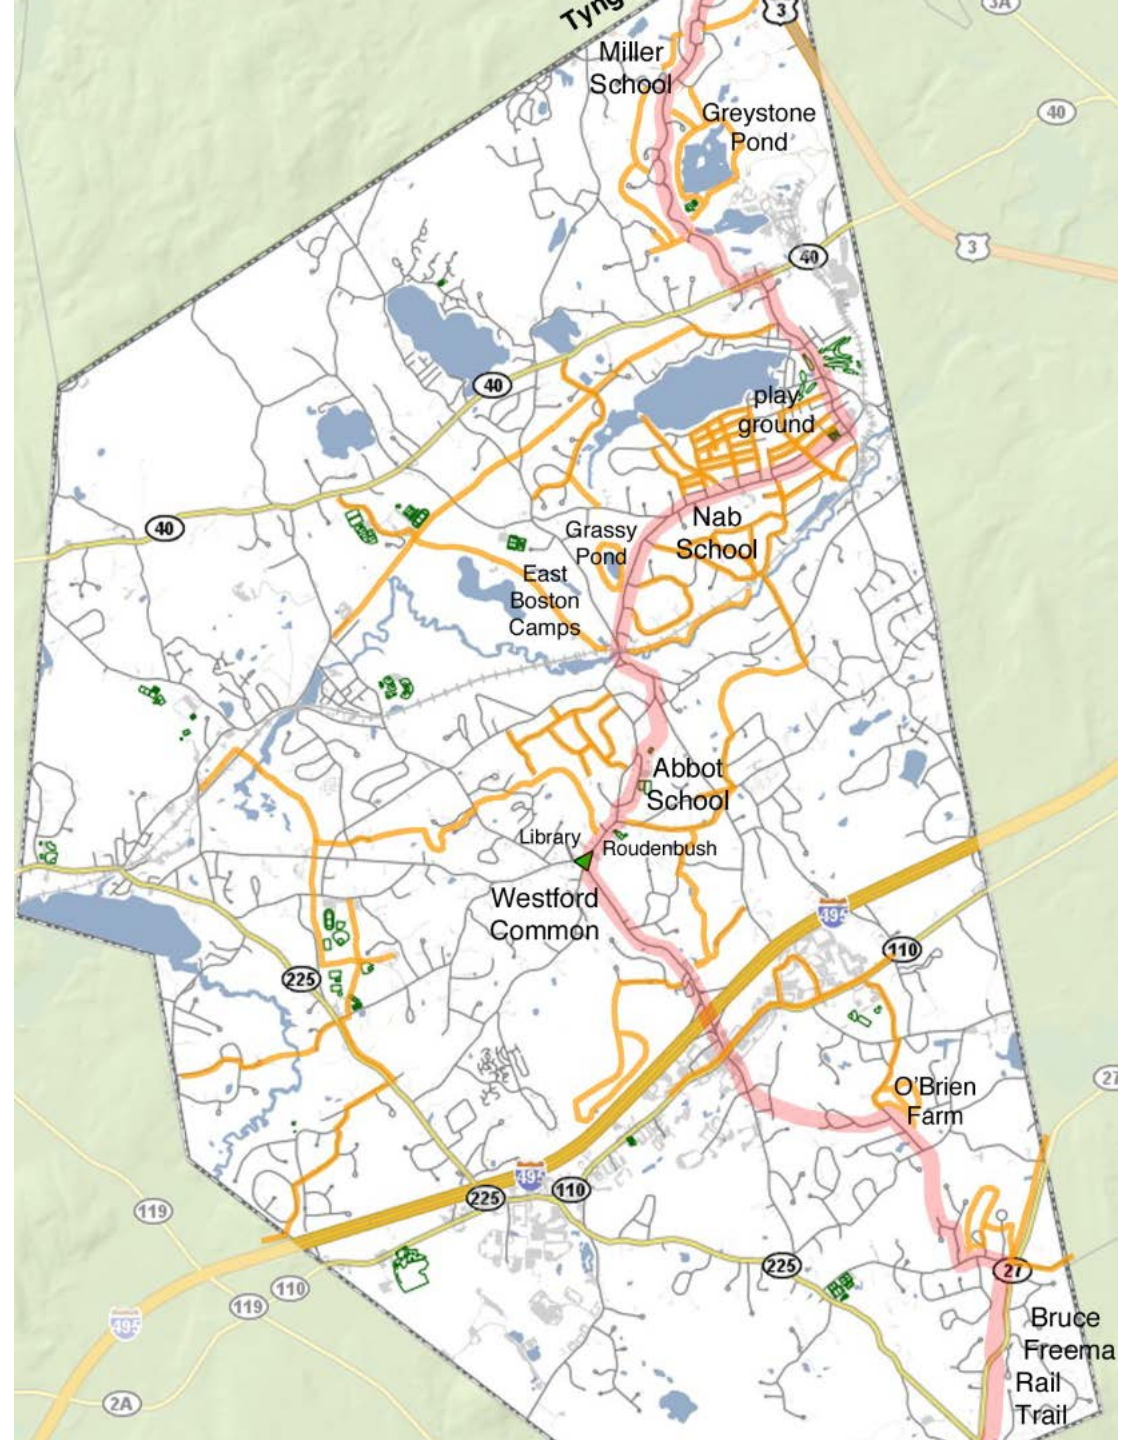 Tyng
3
3A
Miller
School
Greystone
Pond
40
3
40
40
play
ground
40
Nab
School
Grassy
Pond
East
Boston
Camps
Abbot
School
Library
Roudenbush
Westford
Common
495
110
225
27
O'Brien
Farm
495
225
110
119
225
27
110
119
495
2A
Bruce
Freema
Rail
Trail